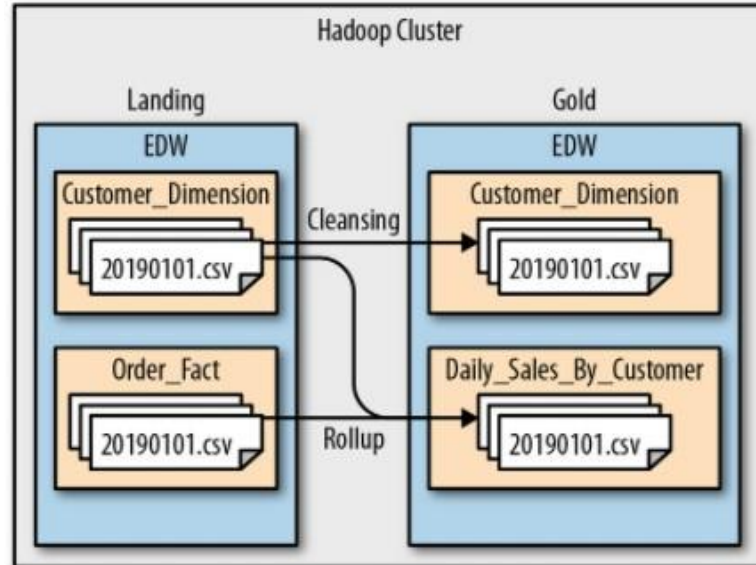 Hadoop Cluster
Landing
Gold
EDW
EDW
Customer_Dimension
20190101.csv
Cleansing
Customer_Dimension
20190101.csv
Order_Fact
20190101.csv
Rollup
Daily_Sales_By_Customer
20190101.csv